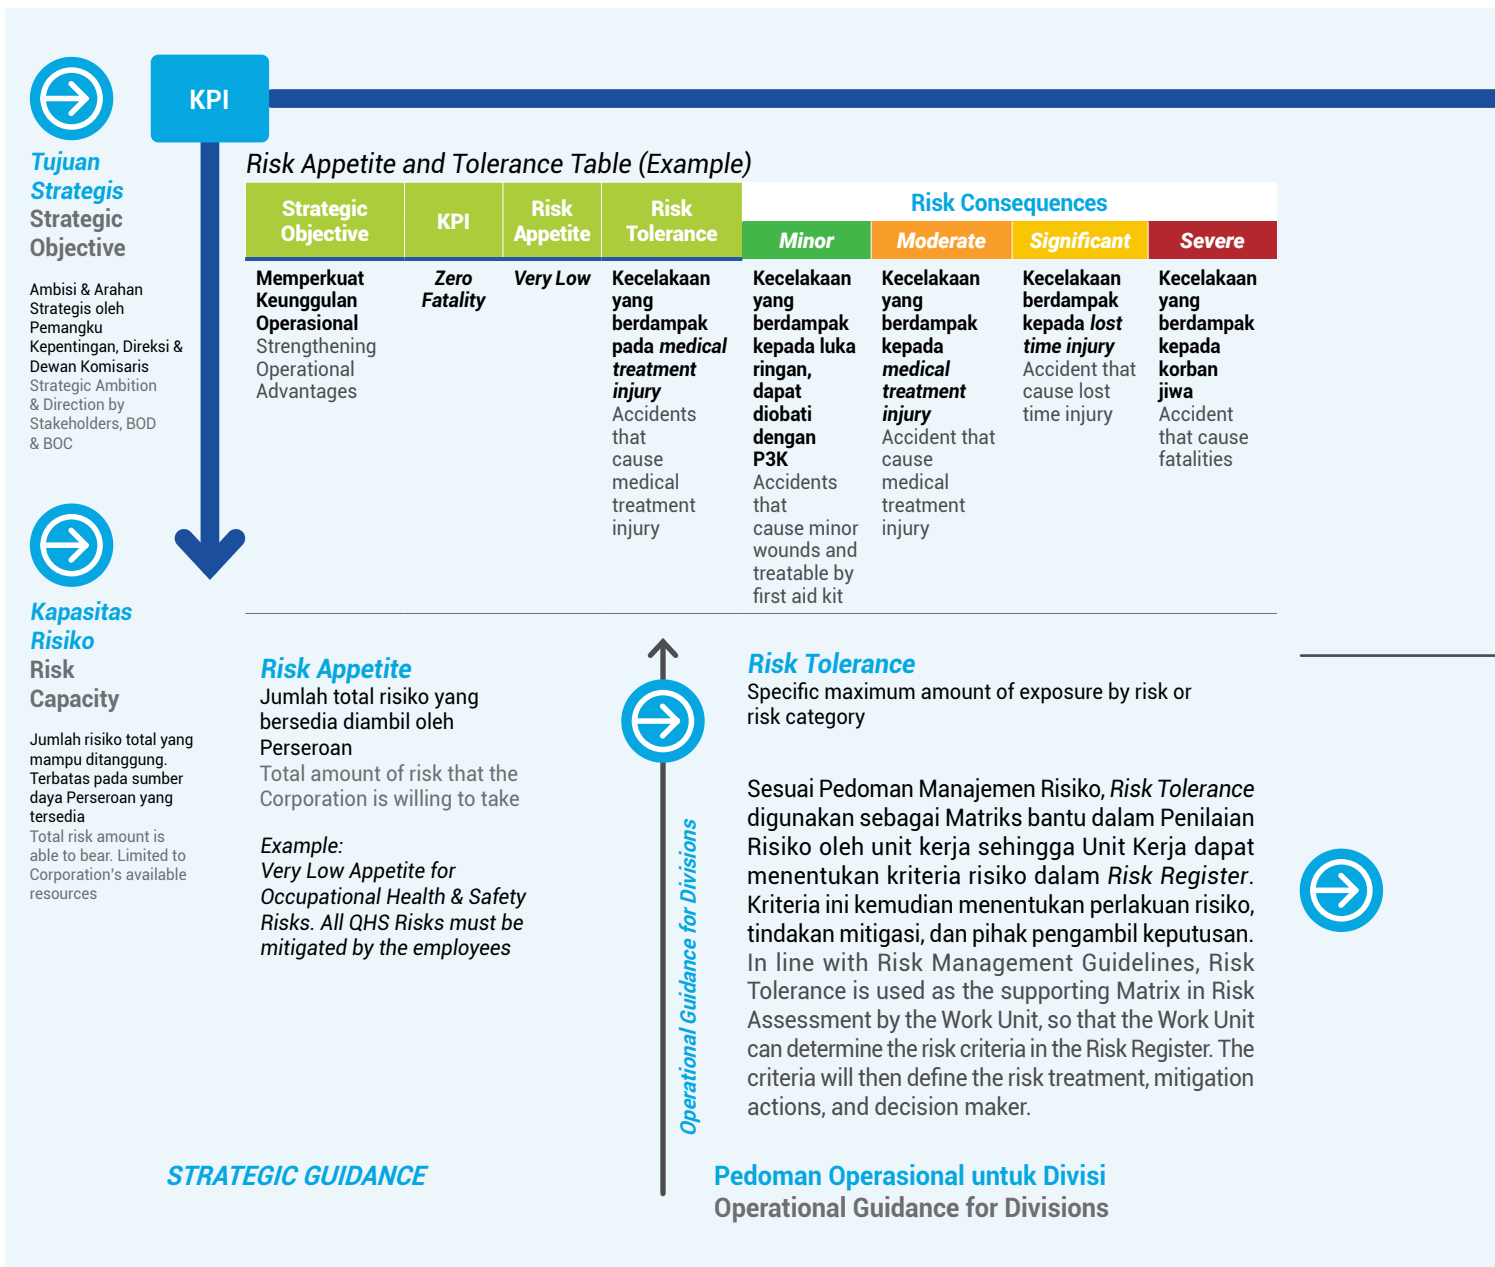 KPI
Tujuan
Strategis
Strategic
Objective
Ambisi & Arahan
Strategis oleh
Pemangku
Kepentingan, Direksi &
Dewan Komisaris
Strategic Ambition
& Direction by
Stakeholders, BOD
& BOC
Kapasitas
Risiko
Risk
Capacity
Jumlah risiko total yang
mampu ditanggung.
Terbatas pada sumber
daya Perseroan yang
tersedia
Total risk amount is
able to bear. Limited to
Corporation's available
resources
Risk Appetite and Tolerance Table (Example)
Strategic
Objective
KPI
Risk
Appetite
Risk
Tolerance
Risk Consequences
Minor
Moderate
Significant
Severe
Memperkuat
Keunggulan
Operasional
Strengthening
Operational
Advantages
Zero
Fatality
Very Low
Kecelakaan
yang
berdampak
pada medical
treatment
injury
Accidents
that
cause
medical
treatment
injury
Kecelakaan
yang
berdampak
kepada luka
ringan,
dapat
diobati
dengan
P3K
Accidents
that
cause minor
wounds and
treatable by
first aid kit
Kecelakaan
yang
berdampak
kepada
medical
treatment
injury
Accident that
cause
medical
treatment
injury
Kecelakaan
berdampak
kepada lost
time injury
Accident that
cause lost
time injury
Kecelakaan
yang
berdampak
kepada
korban
jiwa
Accident
that cause
fatalities
Risk Appetite
Jumlah total risiko yang
bersedia diambil oleh
Perseroan
Total amount of risk that the
Corporation is willing to take
Example:
Very Low Appetite for
Occupational Health & Safety
Risks. All QHS Risks must be
mitigated by the employees
STRATEGIC GUIDANCE
Operational Guidance for Divisions
Risk Tolerance
Specific maximum amount of exposure by risk or
risk category
Sesuai Pedoman Manajemen Risiko, Risk Tolerance
digunakan sebagai Matriks bantu dalam Penilaian
Risiko oleh unit kerja sehingga Unit Kerja dapat
menentukan kriteria risiko dalam Risk Register.
Kriteria ini kemudian menentukan perlakuan risiko,
tindakan mitigasi, dan pihak pengambil keputusan.
In line with Risk Management Guidelines, Risk
Tolerance is used as the supporting Matrix in Risk
Assessment by the Work Unit, so that the Work Unit
can determine the risk criteria in the Risk Register. The
criteria will then define the risk treatment, mitigation
actions, and decision maker.
Pedoman Operasional untuk Divisi
Operational Guidance for Divisions